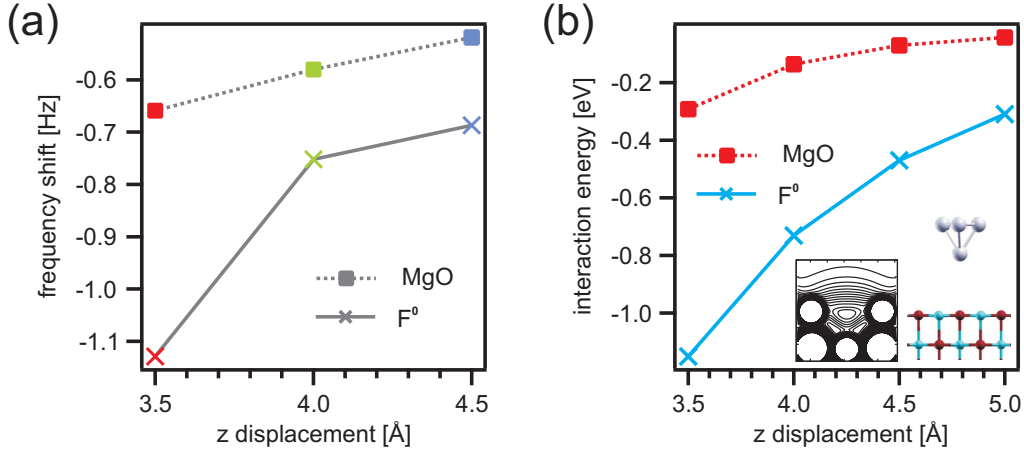 (a)
frequency shift [Hz]
-0.6
-0.7
-0.8
-0.9
-1.0
-1.1
MgO
F⁰
3.5
4.0
4.5
z displacement [Å]
(b)
interaction energy [eV]
-0.2
-0.4
-0.6
-0.8
-1.0
MgO
F⁰
3.5
4.0
4.5
5.0
z displacement [Å]